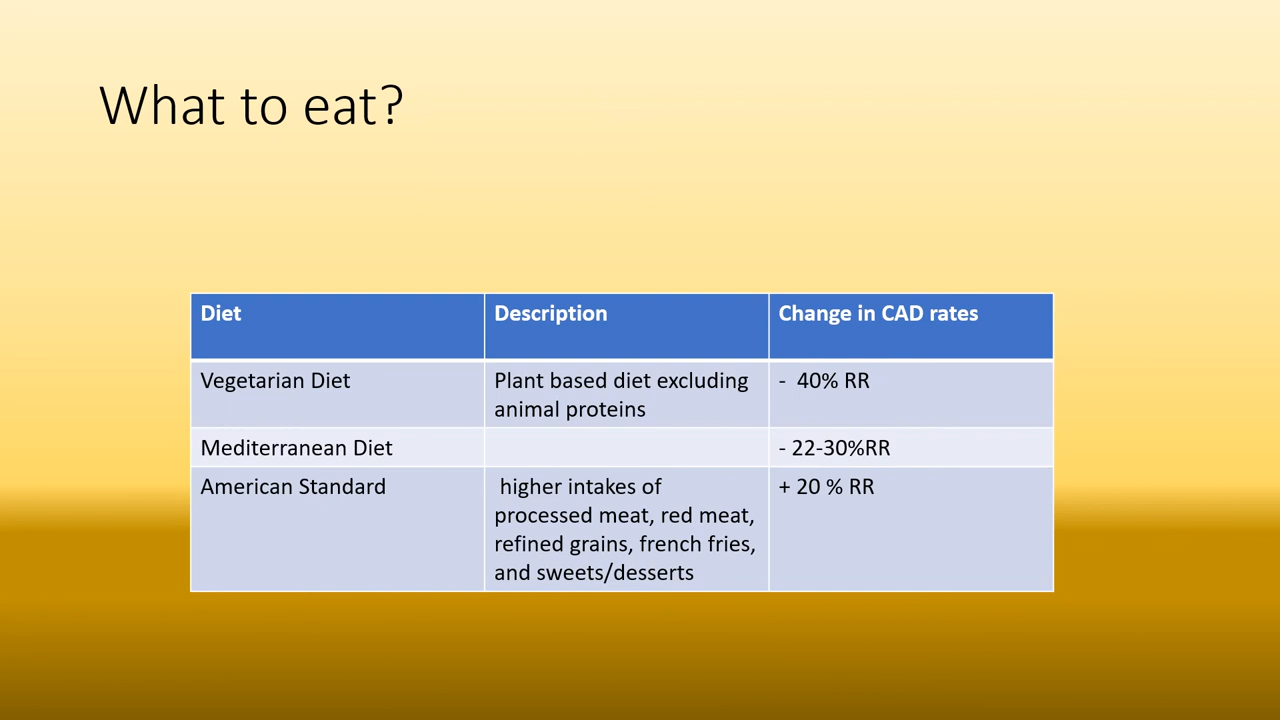 What to eat?
Diet
Description
Change in CAD rates
Vegetarian Diet
Plant based diet excluding
animal proteins
- 40% RR
Mediterranean Diet
- 22-30%RR
American Standard
higher intakes of
processed meat, red meat,
refined grains, french fries,
and sweets/desserts
+ 20 % RR